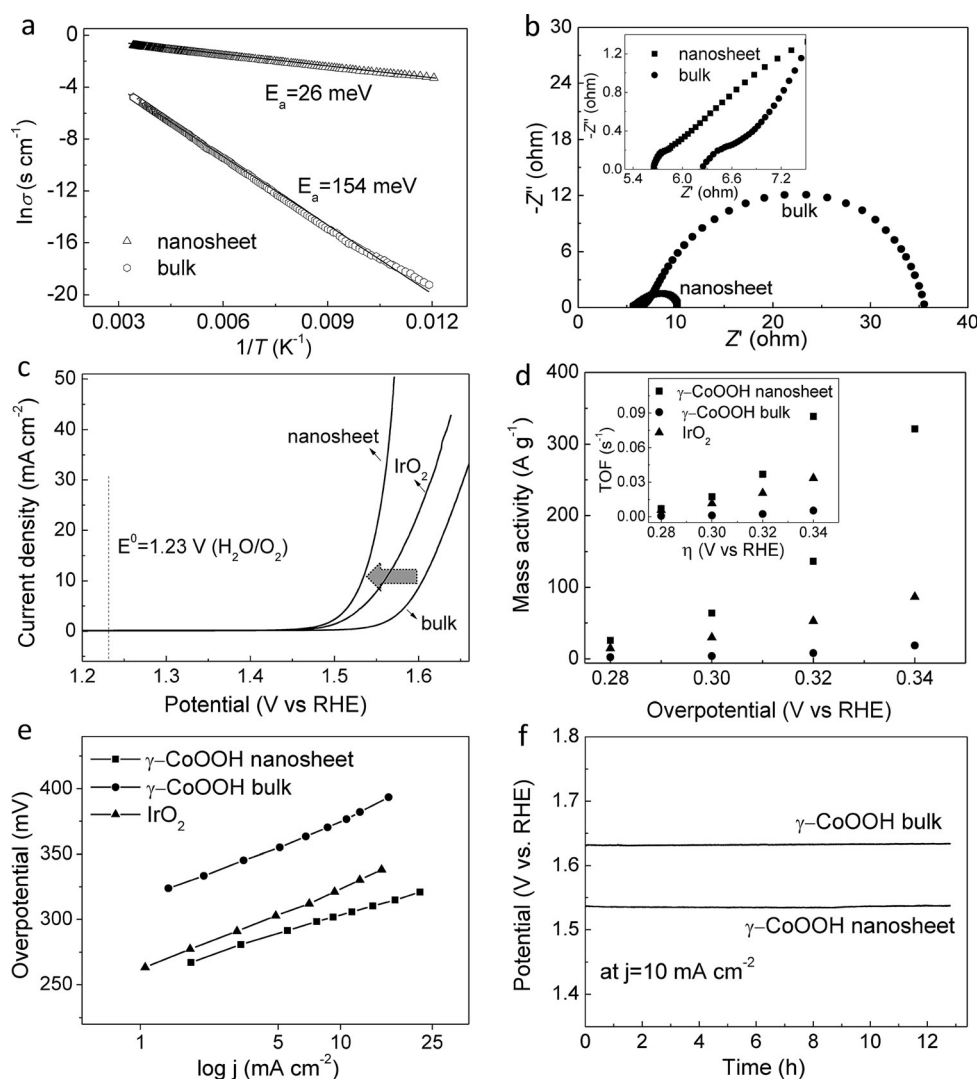 a
0
-4
-8
-12
-16
-20
lnσ (s cm⁻¹)
Eₐ=26 meV
Eₐ=154 meV
nanosheet
bulk
0.003 0.006 0.009 0.012
1/T (K⁻¹)
b
30
24
18
12
6
0
-Z'' (ohm)
1.2
0.8
0.4
0.0
-Z'' (ohm)
nanosheet
bulk
5.4 6.0 6.6 7.2
Z' (ohm)
bulk
nanosheet
0 10 20 30 40
Z' (ohm)
c
50
40
30
20
10
0
Current density (mA cm⁻²)
nanosheet
IrO₂
E⁰=1.23 V (H₂O/O₂)
bulk
1.2 1.3 1.4 1.5 1.6
Potential (V vs RHE)
d
400
300
200
100
0
Mass activity (A g⁻¹)
0.09
0.06
0.03
0.00
TOF (s⁻¹)
γ–CoOOH nanosheet
γ–CoOOH bulk
IrO₂
0.28 0.30 0.32 0.34
η (V vs RHE)
0.28 0.30 0.32 0.34
Overpotential (V vs RHE)
e
400
350
300
250
Overpotential (mV)
γ–CoOOH nanosheet
γ–CoOOH bulk
IrO₂
1 5 10 25
log j (mA cm⁻²)
f
1.8
1.7
1.6
1.5
1.4
Potential (V vs. RHE)
γ–CoOOH bulk
γ–CoOOH nanosheet
at j=10 mA cm⁻²
0 2 4 6 8 10 12
Time (h)